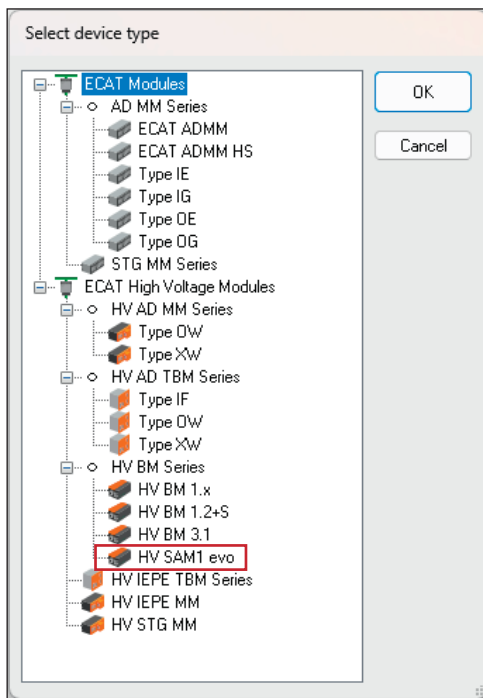 Select device type
ECAT Modules
AD MM Series
ECAT ADMM
ECAT ADMM HS
Type IE
Type IG
Type OE
Type OG
STG MM Series
ECAT High Voltage Modules
HV AD MM Series
Type OW
Type XW
HV AD TBM Series
Type IF
Type OW
Type XW
HV BM Series
HV BM 1.x
HV BM 1.2+S
HV BM 3.1
HV SAM1 evo
HV IEPE TBM Series
HV IEPE MM
HV STG MM
OK
Cancel